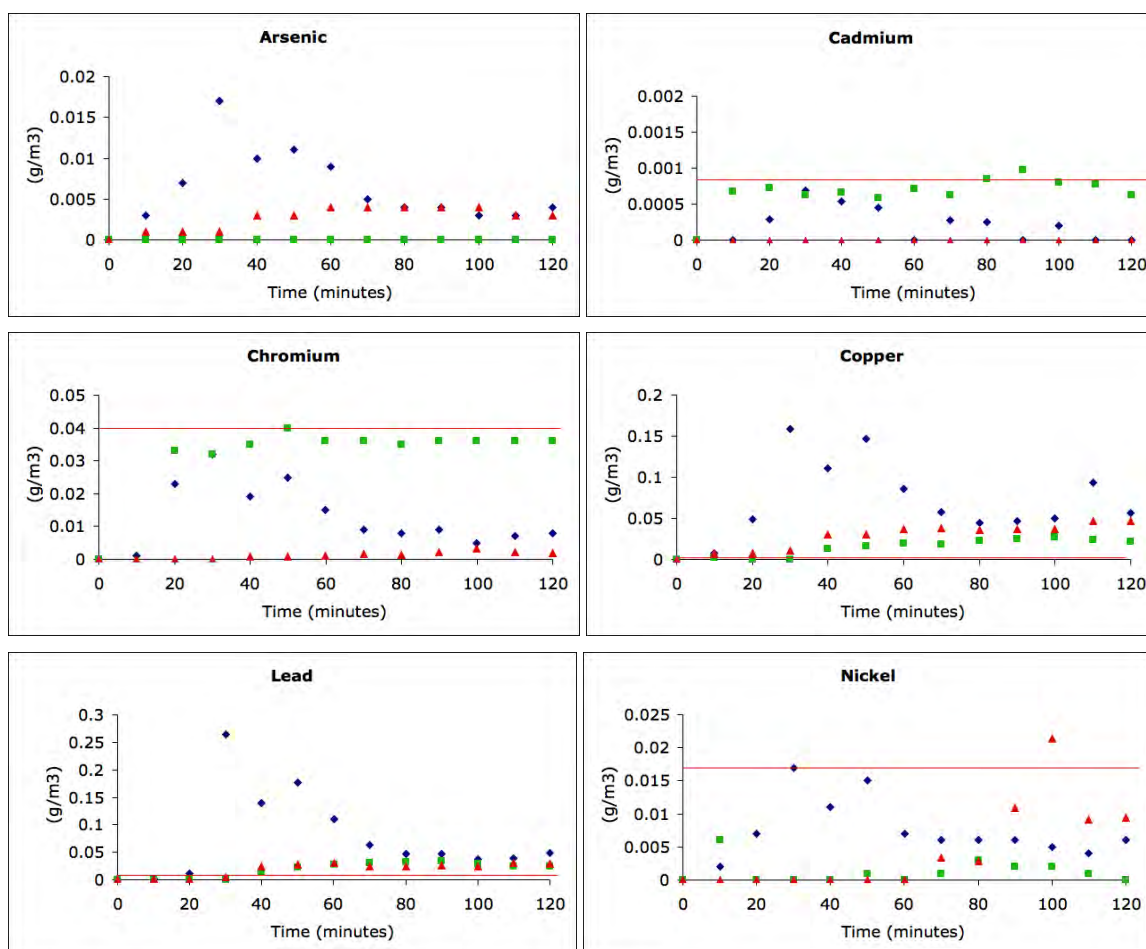 Arsenic
0.02
0.015
0.01
0.005
0
(g/m3)
0 20 40 60 80 100 120
Time (minutes)
Cadmium
0.002
0.0015
0.001
0.0005
0
(g/m3)
0 20 40 60 80 100 120
Time (minutes)
Chromium
0.05
0.04
0.03
0.02
0.01
0
(g/m3)
0 20 40 60 80 100 120
Time (minutes)
Copper
0.2
0.15
0.1
0.05
0
(g/m3)
0 20 40 60 80 100 120
Time (minutes)
Lead
0.3
0.25
0.2
0.15
0.1
0.05
0
(g/m3)
0 20 40 60 80 100 120
Time (minutes)
Nickel
0.025
0.02
0.015
0.01
0.005
0
(g/m3)
0 20 40 60 80 100 120
Time (minutes)